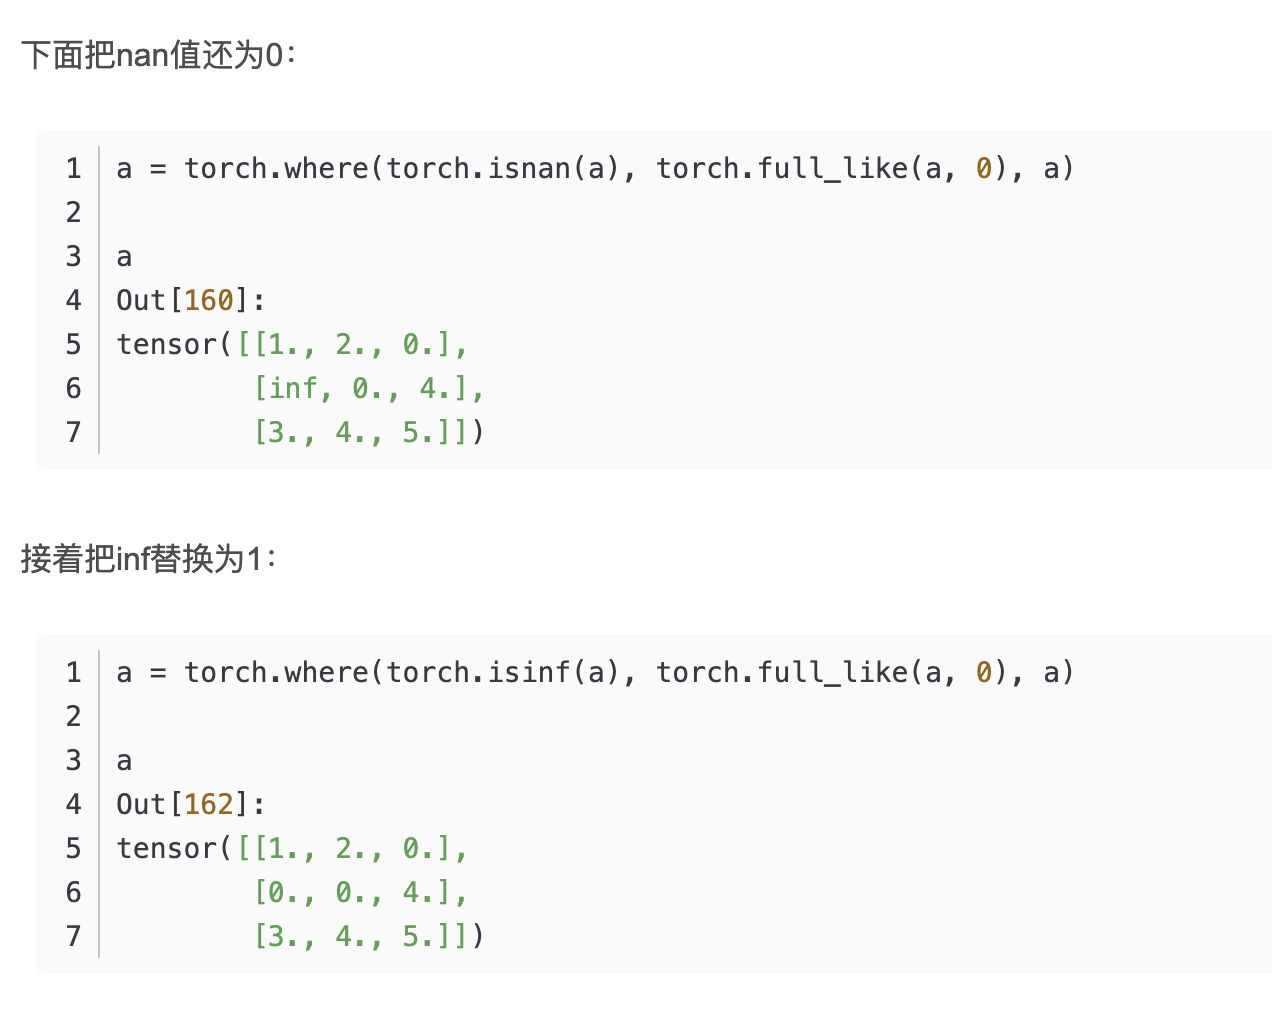 下面把nan值还为0：
1 a = torch.where(torch.isnan(a), torch.full_like(a, 0), a)
2
3 a
4 Out[160]:
5 tensor([[1., 2., 0.],
6         [inf, 0., 4.],
7         [3., 4., 5.]])
接着把inf替换为1：
1 a = torch.where(torch.isinf(a), torch.full_like(a, 0), a)
2
3 a
4 Out[162]:
5 tensor([[1., 2., 0.],
6         [0., 0., 4.],
7         [3., 4., 5.]])